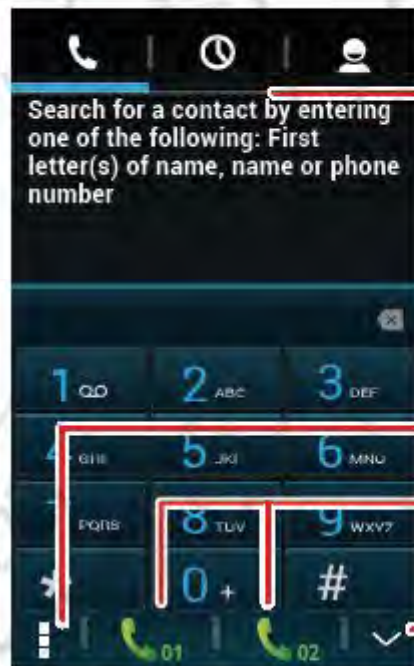 Search for a contact by entering
one of the following: First
letter(s) of name, name or phone
number
1 2 ABC 3 DEF
4 GHI 5 JKL 6 MNO
7 PQRS 8 TUV 9 WXYZ
* 0 + #
01 02